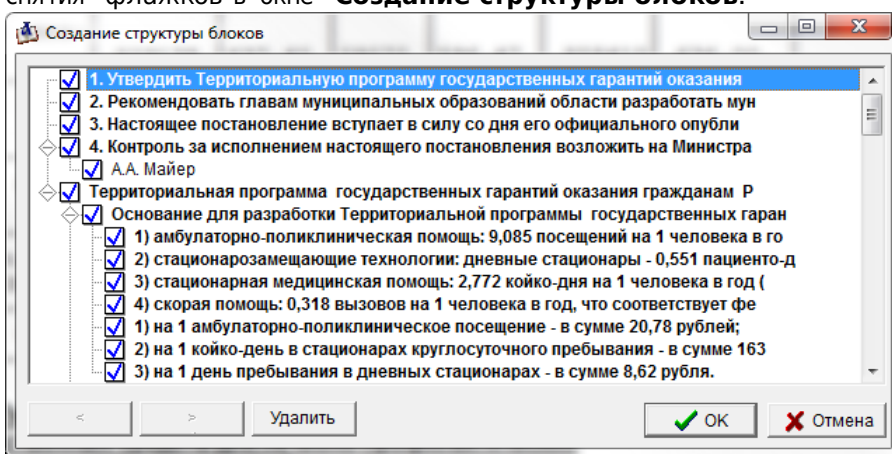 снятия флажков в окне Создание структуры блоков.
Создание структуры блоков
1. Утвердить Территориальную программу государственных гарантий оказания
2. Рекомендовать главам муниципальных образований области разработать мун
3. Настоящее постановление вступает в силу со дня его официального опубли
4. Контроль за исполнением настоящего постановления возложить на Министра
А.А. Майер
Территориальная программа государственных гарантий оказания гражданам Р
Основание для разработки Территориальной программы государственных гаран
1) амбулаторно-поликлиническая помощь: 9,085 посещений на 1 человека в го
2) стационарозамещающие технологии: дневные стационары - 0,551 пациенто-д
3) стационарная медицинская помощь: 2,772 койко-дня на 1 человека в год (
4) скорая помощь: 0,318 вызовов на 1 человека в год, что соответствует фе
1) на 1 амбулаторно-поликлиническое посещение - в сумме 20,78 рублей;
2) на 1 койко-день в стационарах круглосуточного пребывания - в сумме 163
3) на 1 день пребывания в дневных стационарах - в сумме 8,62 рубля.
< > Удалить OK Отмена